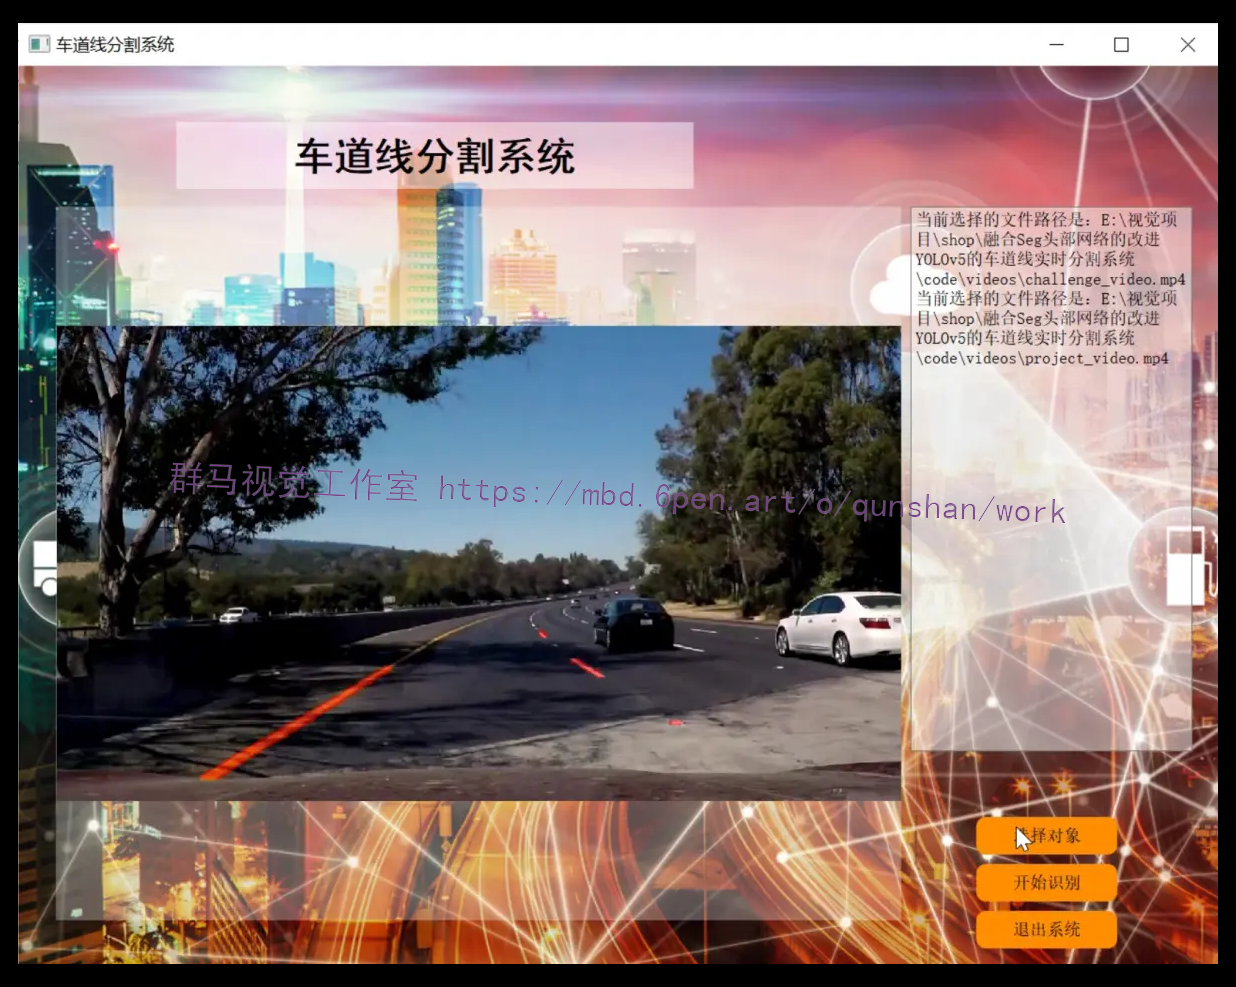 车道线分割系统
车道线分割系统
当前选择的文件路径是: E:\视觉项
目\shop\融合Seg头部网络的改进
YOLOv5的车道线实时分割系统
\code\videos\challenge_video.mp4
当前选择的文件路径是: E:\视觉项
目\shop\融合Seg头部网络的改进
YOLOv5的车道线实时分割系统
\code\videos\project_video.mp4
群马视觉工作室 https://mbd.6pen.art/o/qunshan/work
择对象
开始识别
退出系统